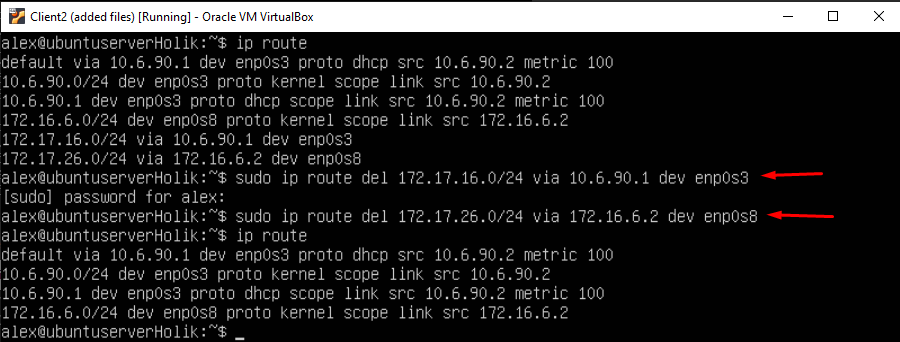 Client2 (added files) [Running] - Oracle VM VirtualBox
alex@ubuntuserverHolik:~$ ip route
default via 10.6.90.1 dev enp0s3 proto dhcp src 10.6.90.2 metric 100
10.6.90.0/24 dev enp0s3 proto kernel scope link src 10.6.90.2
10.6.90.1 dev enp0s3 proto dhcp scope link src 10.6.90.2 metric 100
172.16.6.0/24 dev enp0s8 proto kernel scope link src 172.16.6.2
172.17.16.0/24 via 10.6.90.1 dev enp0s3
172.17.26.0/24 via 172.16.6.2 dev enp0s8
alex@ubuntuserverHolik:~$ sudo ip route del 172.17.16.0/24 via 10.6.90.1 dev enp0s3
[sudo] password for alex:
alex@ubuntuserverHolik:~$ sudo ip route del 172.17.26.0/24 via 172.16.6.2 dev enp0s8
alex@ubuntuserverHolik:~$ ip route
default via 10.6.90.1 dev enp0s3 proto dhcp src 10.6.90.2 metric 100
10.6.90.0/24 dev enp0s3 proto kernel scope link src 10.6.90.2
10.6.90.1 dev enp0s3 proto dhcp scope link src 10.6.90.2 metric 100
172.16.6.0/24 dev enp0s8 proto kernel scope link src 172.16.6.2
alex@ubuntuserverHolik:~$ _